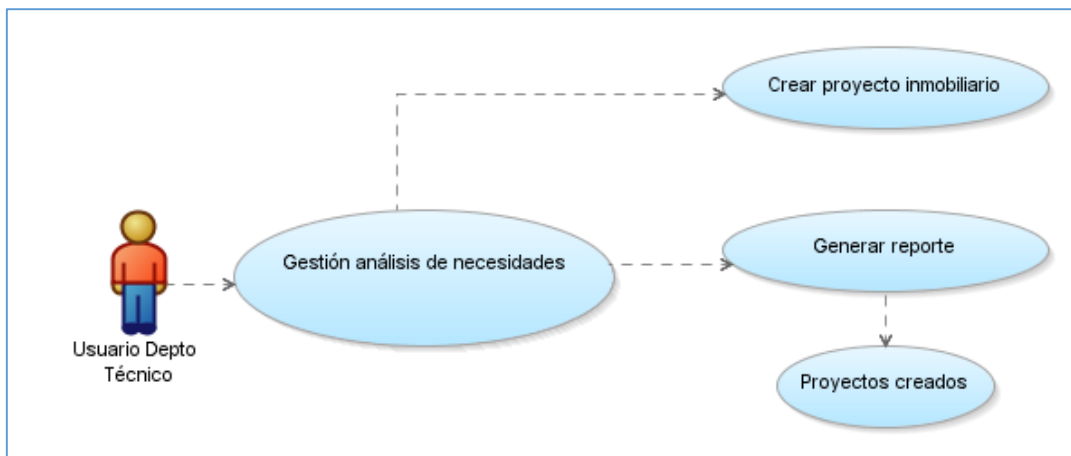 Crear proyecto inmobiliario
Gestión análisis de necesidades
Generar reporte
Usuario Depto
Técnico
Proyectos creados